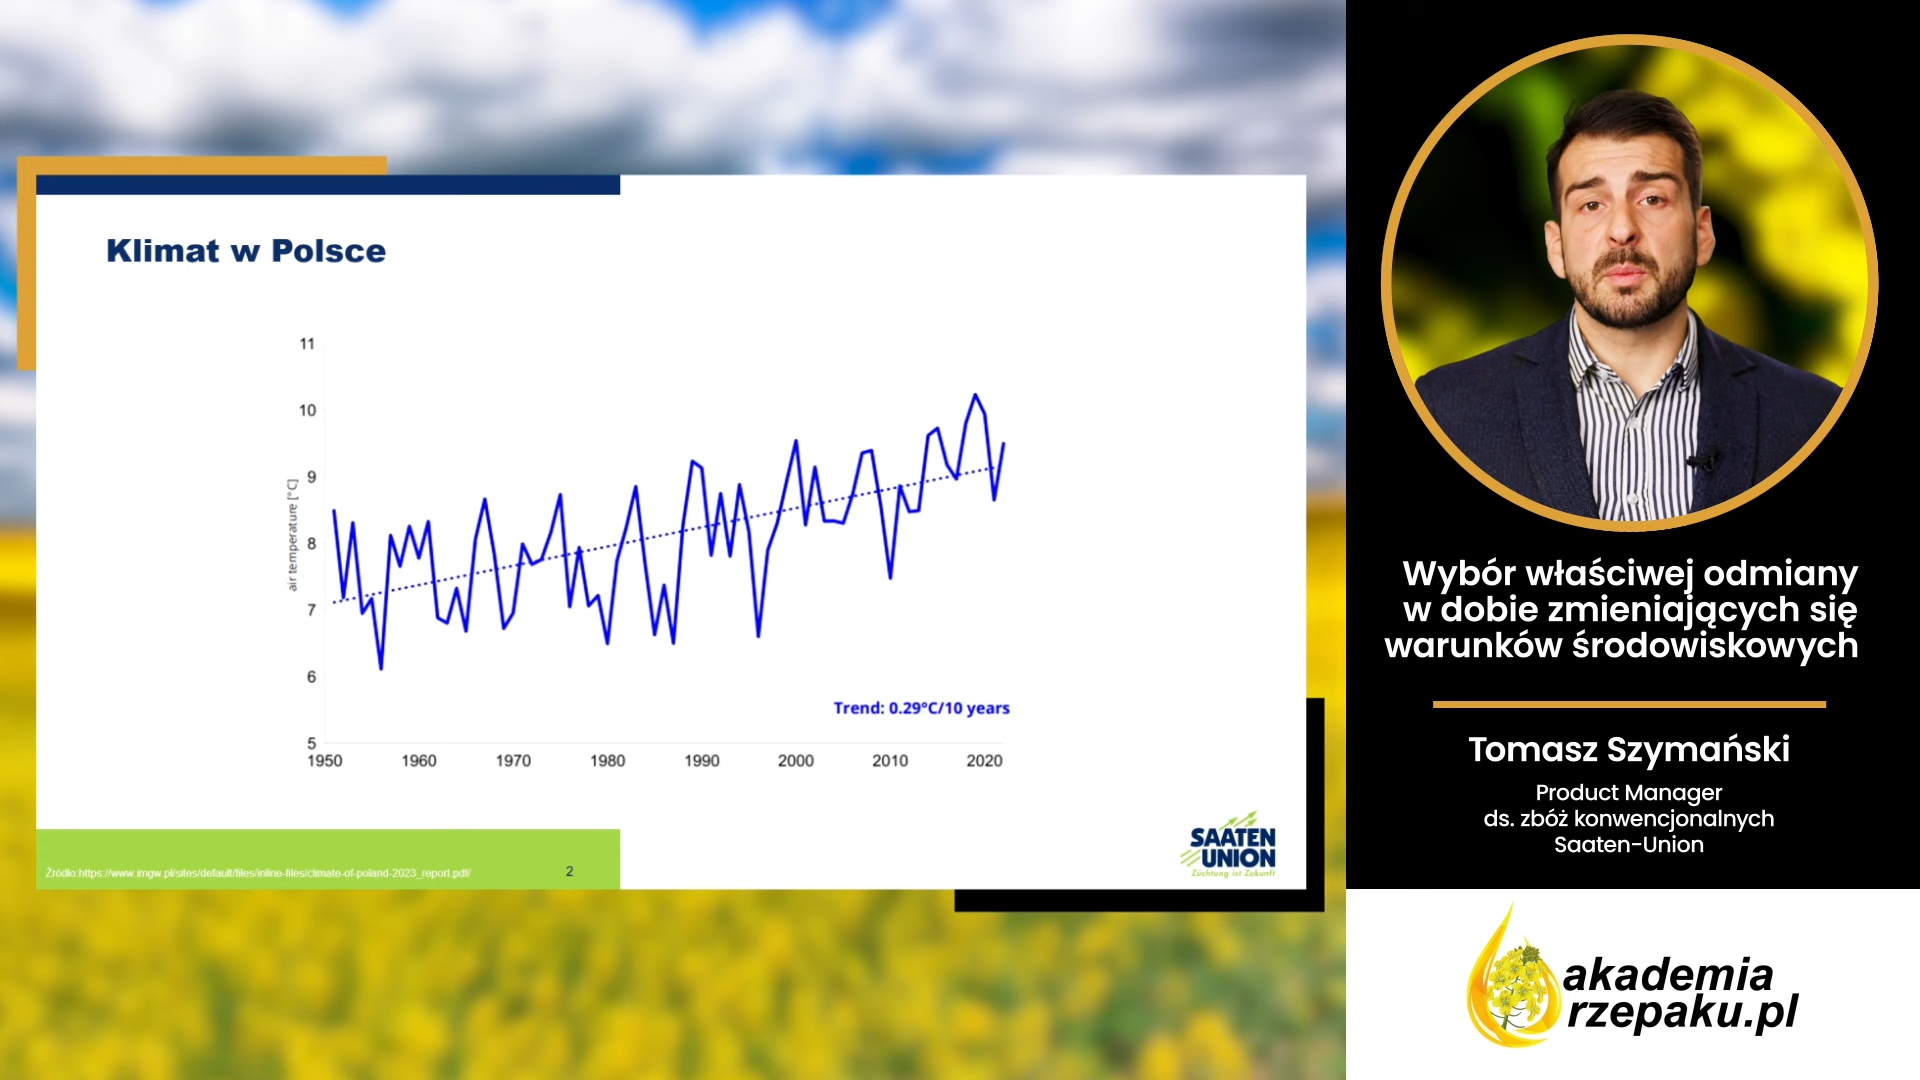 Klimat w Polsce
11
10
9
8
7
6
5
air temperature [°C]
1950 1960 1970 1980 1990 2000 2010 2020
Trend: 0.29°C/10 years
Źródło:https://www.imgw.pl/sites/default/files/inline-files/climate-of-poland-2023_report.pdf/
2
SAATEN
UNION
Züchtung ist Zukunft
Wybór właściwej odmiany
w dobie zmieniających się
warunków środowiskowych
Tomasz Szymański
Product Manager
ds. zbóż konwencjonalnych
Saaten-Union
akademia
rzepaku.pl